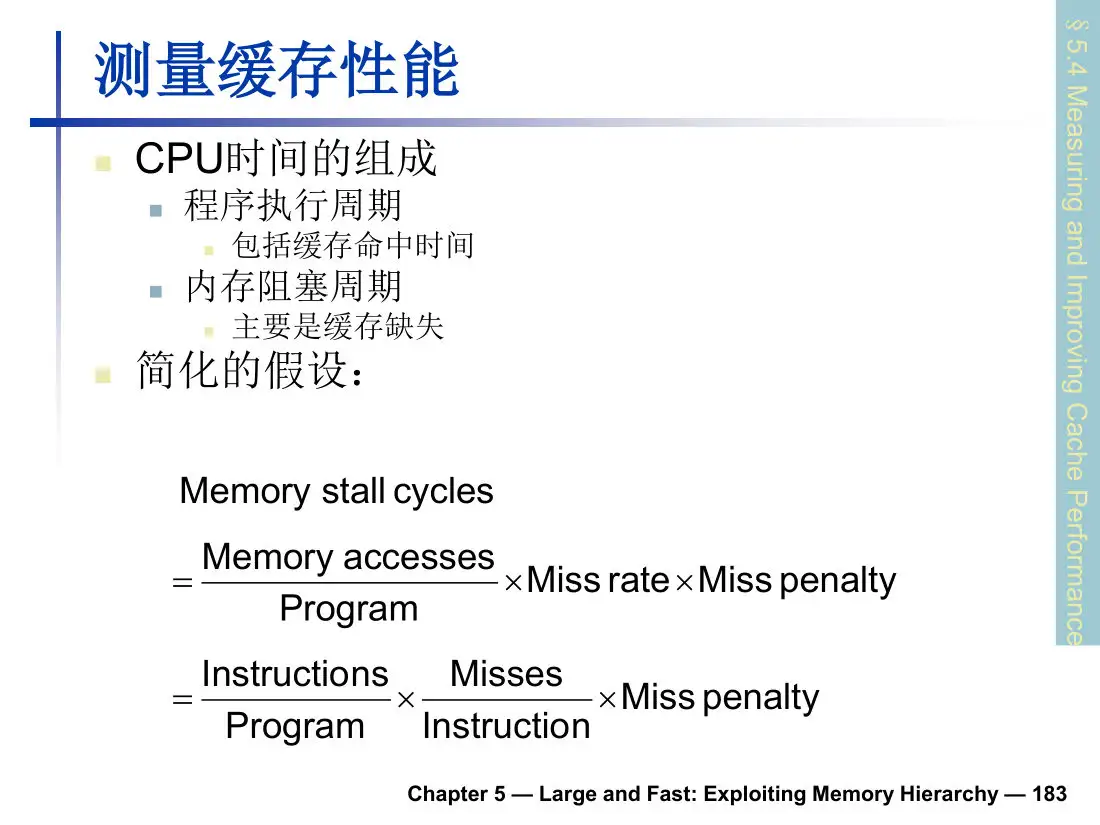 测量缓存性能
§5.4 Measuring and Improving Cache Performance
CPU时间的组成
程序执行周期
包括缓存命中时间
内存阻塞周期
主要是缓存缺失
简化的假设：
Memory stall cycles
= Memory accesses / Program × Miss rate × Miss penalty
= Instructions / Program × Misses / Instruction × Miss penalty
Chapter 5 — Large and Fast: Exploiting Memory Hierarchy — 183